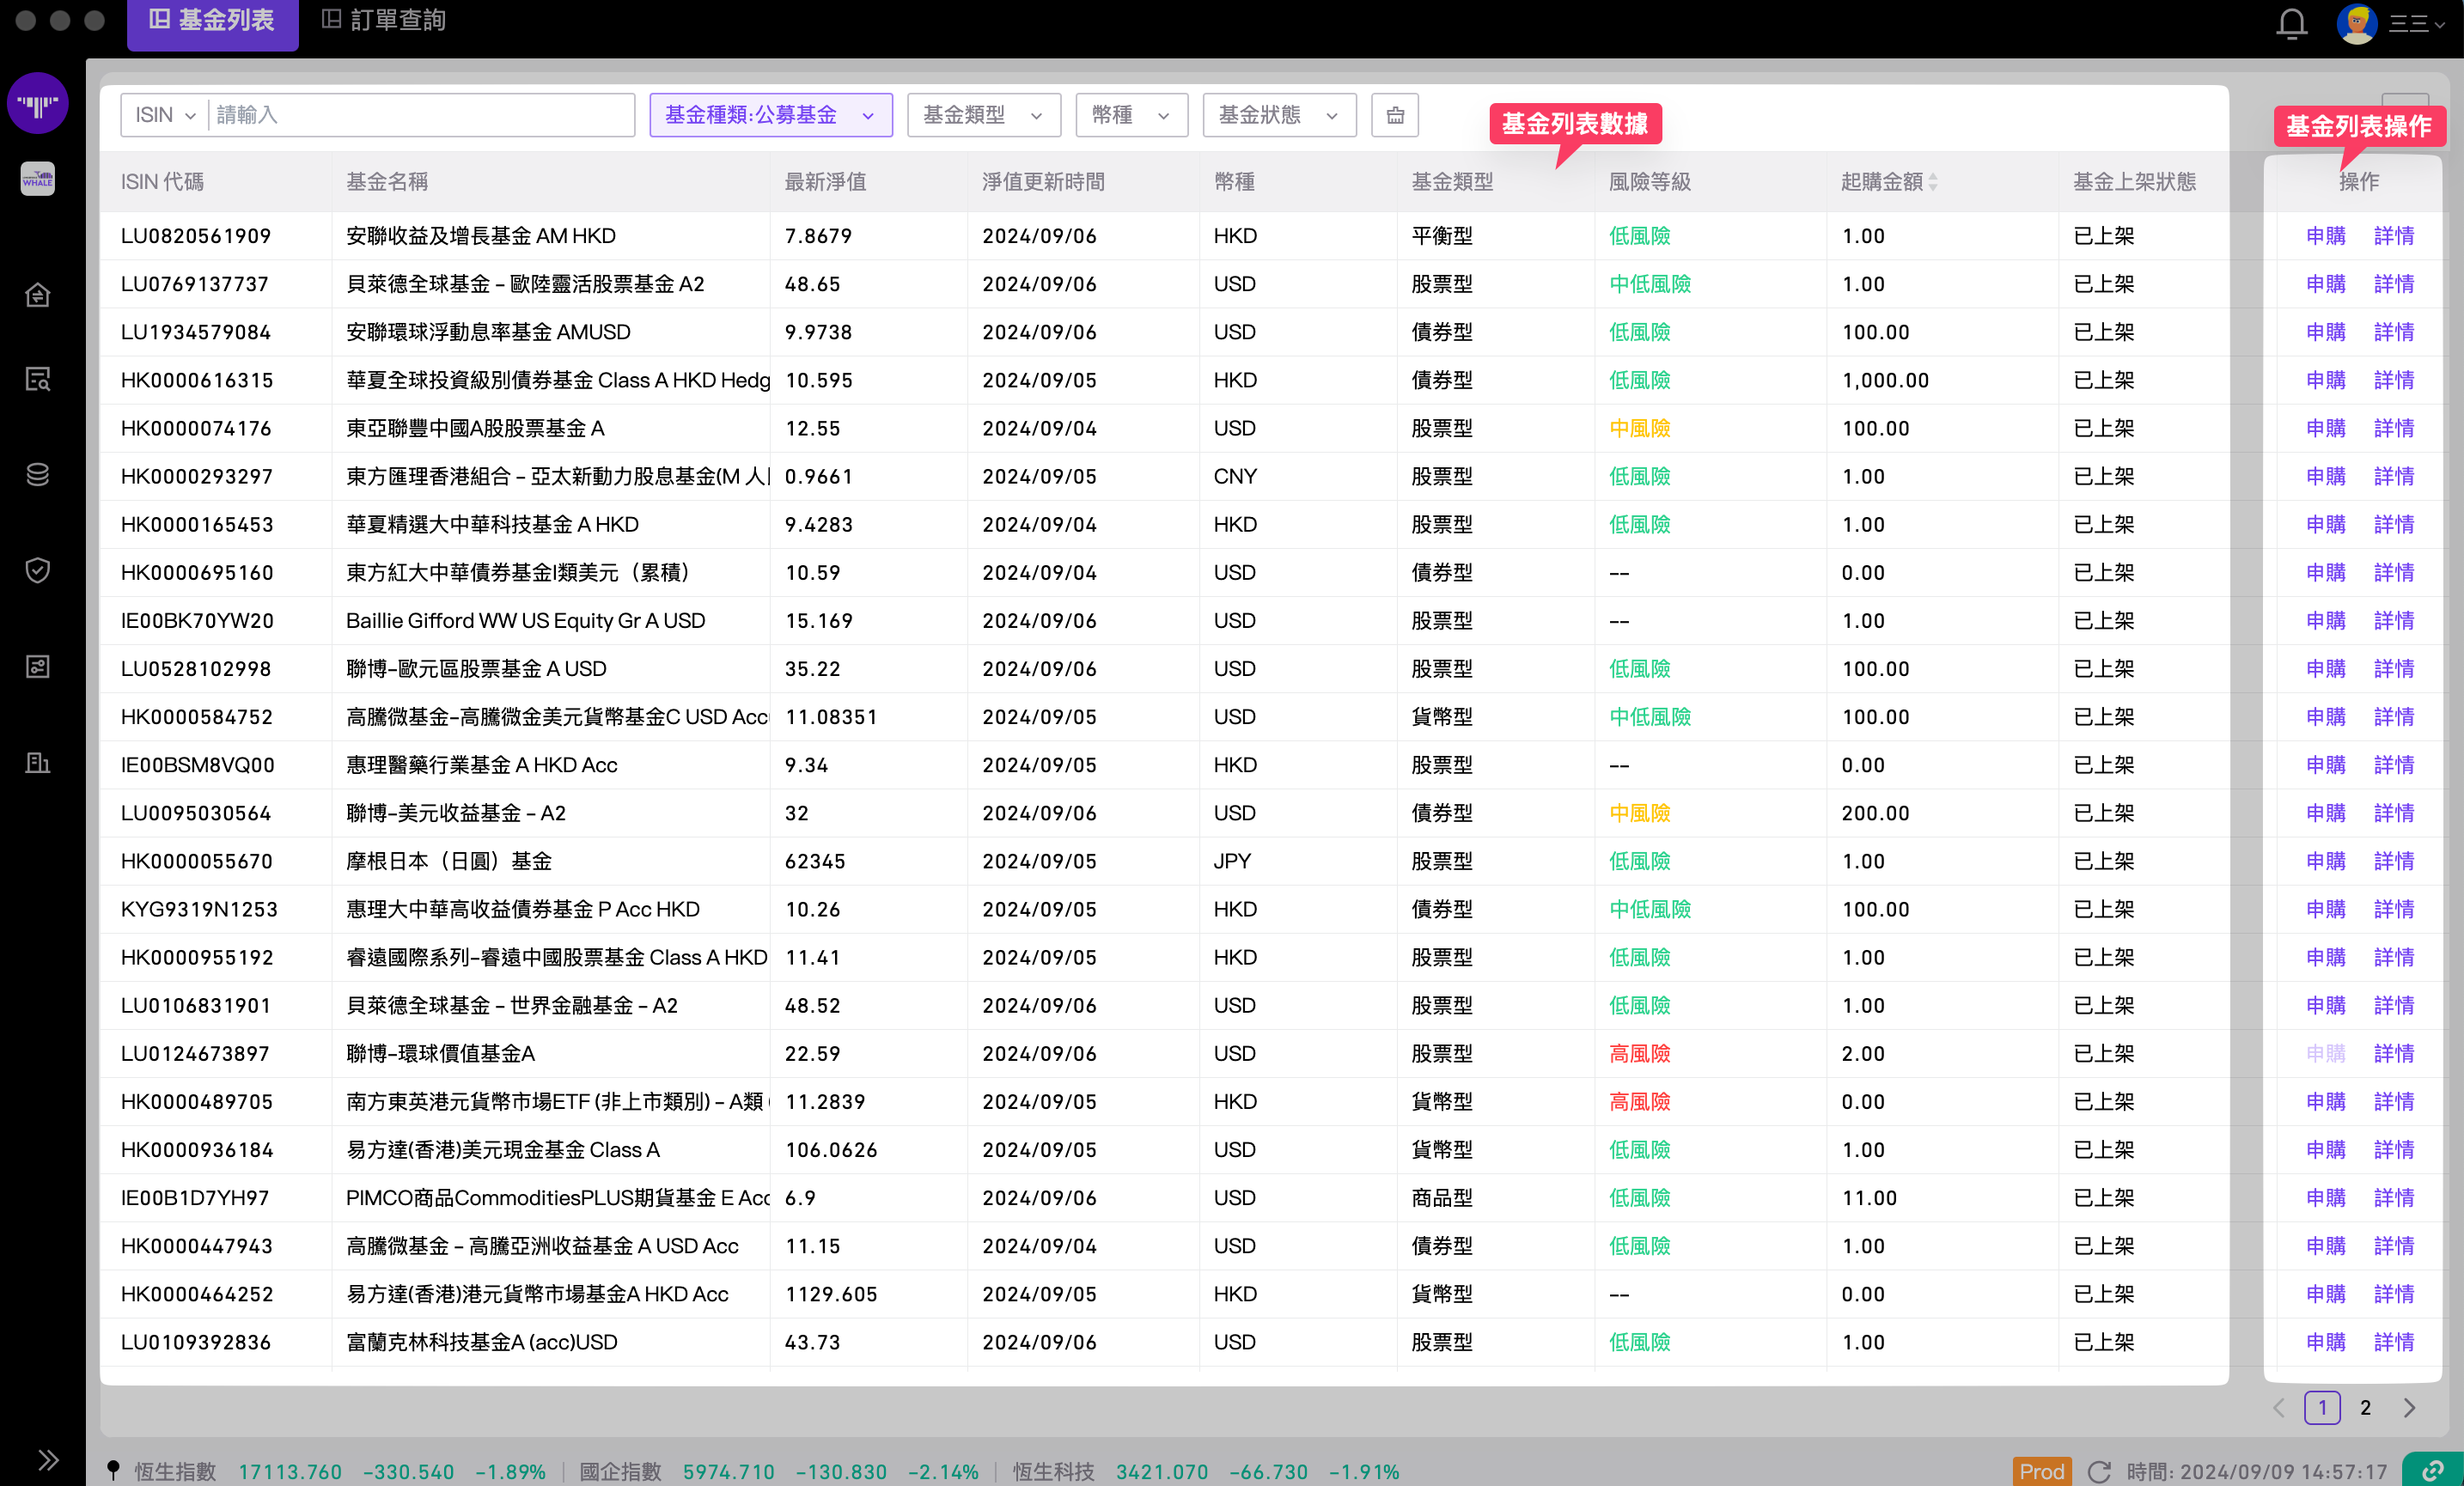 基金列表 訂單查詢 三三
WHALE
ISIN 請輸入 基金種類:公募基金 基金類型 幣種 基金狀態 基金列表數據 基金列表操作
ISIN 代碼 基金名稱 最新淨值 淨值更新時間 幣種 基金類型 風險等級 起購金額 基金上架狀態 操作
LU0820561909 安聯收益及增長基金 AM HKD 7.8679 2024/09/06 HKD 平衡型 低風險 1.00 已上架 申購 詳情
LU0769137737 貝萊德全球基金 – 歐陸靈活股票基金 A2 48.65 2024/09/06 USD 股票型 中低風險 1.00 已上架 申購 詳情
LU1934579084 安聯環球浮動息率基金 AMUSD 9.9738 2024/09/06 USD 債券型 低風險 100.00 已上架 申購 詳情
HK0000616315 華夏全球投資級別債券基金 Class A HKD Hedg 10.595 2024/09/05 HKD 債券型 低風險 1,000.00 已上架 申購 詳情
HK0000074176 東亞聯豐中國A股股票基金 A 12.55 2024/09/04 USD 股票型 中風險 100.00 已上架 申購 詳情
HK0000293297 東方匯理香港組合 – 亞太新動力股息基金(M 人 0.9661 2024/09/05 CNY 股票型 低風險 1.00 已上架 申購 詳情
HK0000165453 華夏精選大中華科技基金 A HKD 9.4283 2024/09/04 HKD 股票型 低風險 1.00 已上架 申購 詳情
HK0000695160 東方紅大中華債券基金I類美元（累積） 10.59 2024/09/04 USD 債券型 -- 0.00 已上架 申購 詳情
IE00BK70YW20 Baillie Gifford WW US Equity Gr A USD 15.169 2024/09/06 USD 股票型 -- 1.00 已上架 申購 詳情
LU0528102998 聯博–歐元區股票基金 A USD 35.22 2024/09/06 USD 股票型 低風險 100.00 已上架 申購 詳情
HK0000584752 高騰微基金–高騰微金美元貨幣基金C USD Acc 11.08351 2024/09/05 USD 貨幣型 中低風險 100.00 已上架 申購 詳情
IE00BSM8VQ00 惠理醫藥行業基金 A HKD Acc 9.34 2024/09/05 HKD 股票型 -- 0.00 已上架 申購 詳情
LU0095030564 聯博–美元收益基金 – A2 32 2024/09/06 USD 債券型 中風險 200.00 已上架 申購 詳情
HK0000055670 摩根日本（日圓）基金 62345 2024/09/05 JPY 股票型 低風險 1.00 已上架 申購 詳情
KYG9319N1253 惠理大中華高收益債券基金 P Acc HKD 10.26 2024/09/05 HKD 債券型 中低風險 100.00 已上架 申購 詳情
HK0000955192 睿遠國際系列–睿遠中國股票基金 Class A HKD 11.41 2024/09/05 HKD 股票型 低風險 1.00 已上架 申購 詳情
LU0106831901 貝萊德全球基金 – 世界金融基金 – A2 48.52 2024/09/06 USD 股票型 低風險 1.00 已上架 申購 詳情
LU0124673897 聯博–環球價值基金A 22.59 2024/09/06 USD 股票型 高風險 2.00 已上架 申購 詳情
HK0000489705 南方東英港元貨幣市場ETF (非上市類別) – A類 11.2839 2024/09/05 HKD 貨幣型 高風險 0.00 已上架 申購 詳情
HK0000936184 易方達(香港)美元現金基金 Class A 106.0626 2024/09/05 USD 貨幣型 低風險 1.00 已上架 申購 詳情
IE00B1D7YH97 PIMCO商品CommoditiesPLUS期貨基金 E Acc 6.9 2024/09/06 USD 商品型 低風險 11.00 已上架 申購 詳情
HK0000447943 高騰微基金 – 高騰亞洲收益基金 A USD Acc 11.15 2024/09/04 USD 債券型 低風險 1.00 已上架 申購 詳情
HK0000464252 易方達(香港)港元貨幣市場基金A HKD Acc 1129.605 2024/09/05 HKD 貨幣型 -- 0.00 已上架 申購 詳情
LU0109392836 富蘭克林科技基金A (acc)USD 43.73 2024/09/06 USD 股票型 低風險 1.00 已上架 申購 詳情
1 2
恆生指數 17113.760 -330.540 -1.89% 國企指數 5974.710 -130.830 -2.14% 恆生科技 3421.070 -66.730 -1.91% Prod 時間: 2024/09/09 14:57:17